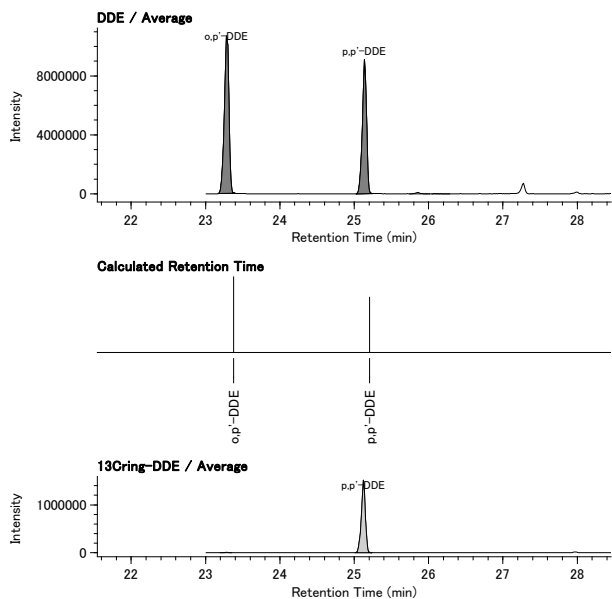 DDE / Average
o,p'-DDE
p,p'-DDE
8000000
4000000
0
Intensity
22 23 24 25 26 27 28
Retention Time (min)
Calculated Retention Time
o,p'-DDE
p,p'-DDE
13Cring-DDE / Average
p,p'-DDE
1000000
0
Intensity
22 23 24 25 26 27 28
Retention Time (min)